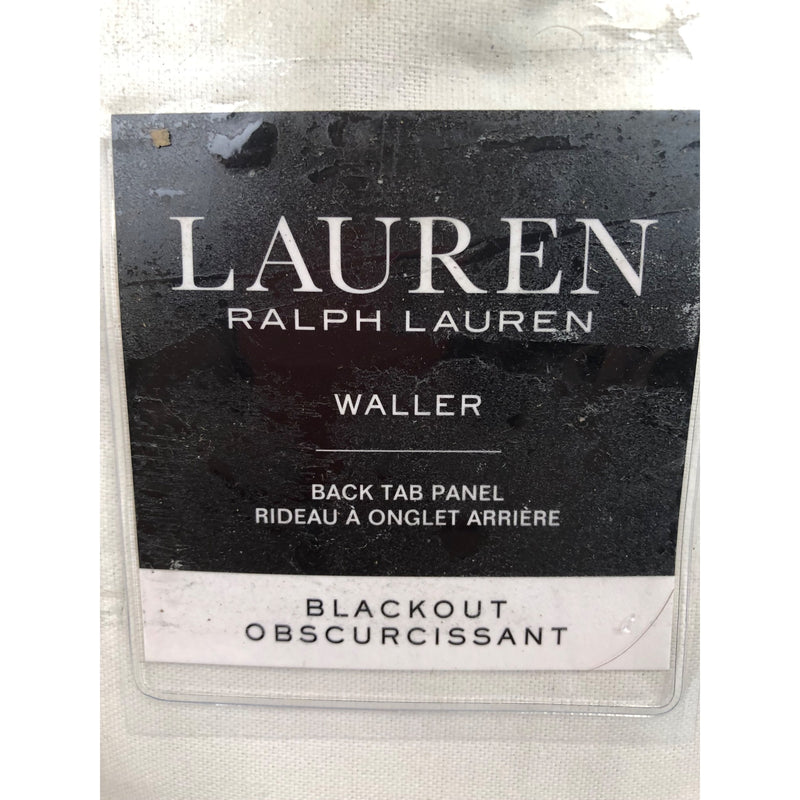 LAUREN
RALPH LAUREN
WALLER
BACK TAB PANEL
RIDEAU À ONGLET ARRIÈRE
BLACKOUT
OBSCURCISSANT